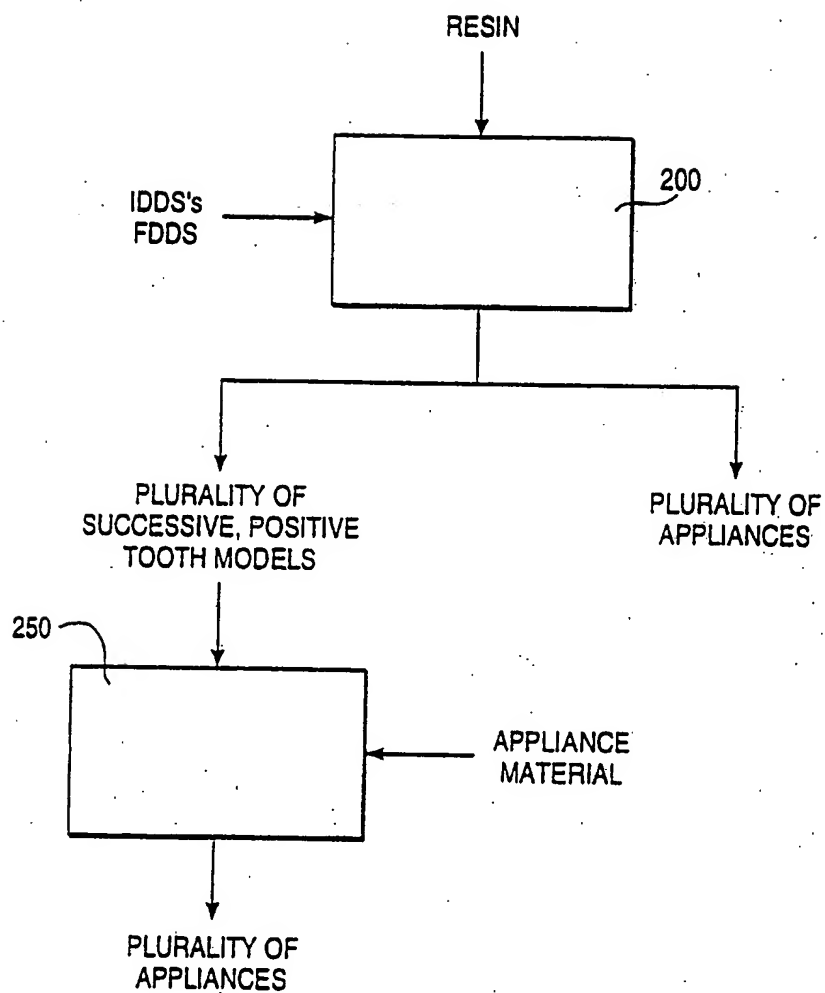 RESIN
200
IDDS's
FDDS
PLURALITY OF
SUCCESSIVE, POSITIVE
TOOTH MODELS
PLURALITY OF
APPLIANCES
250
APPLIANCE
MATERIAL
PLURALITY OF
APPLIANCES